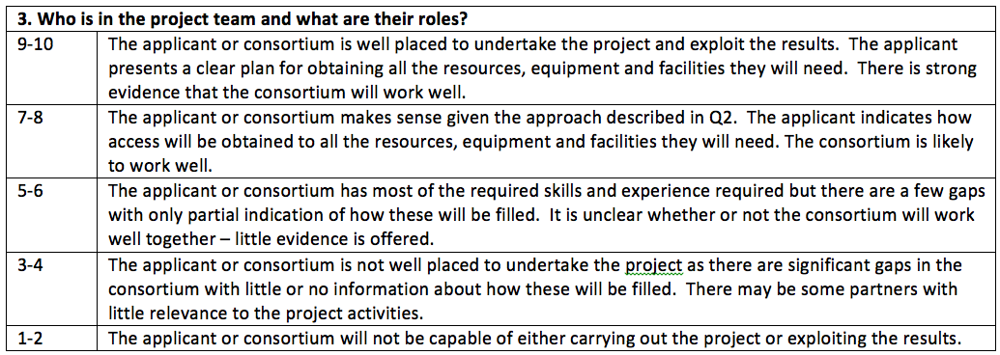 3. Who is in the project team and what are their roles?
9-10 The applicant or consortium is well placed to undertake the project and exploit the results.  The applicant
presents a clear plan for obtaining all the resources, equipment and facilities they will need.  There is strong
evidence that the consortium will work well.
7-8 The applicant or consortium makes sense given the approach described in Q2.  The applicant indicates how
access will be obtained to all the resources, equipment and facilities they will need. The consortium is likely
to work well.
5-6 The applicant or consortium has most of the required skills and experience required but there are a few gaps
with only partial indication of how these will be filled.  It is unclear whether or not the consortium will work
well together – little evidence is offered.
3-4 The applicant or consortium is not well placed to undertake the project as there are significant gaps in the
consortium with little or no information about how these will be filled.  There may be some partners with
little relevance to the project activities.
1-2 The applicant or consortium will not be capable of either carrying out the project or exploiting the results.